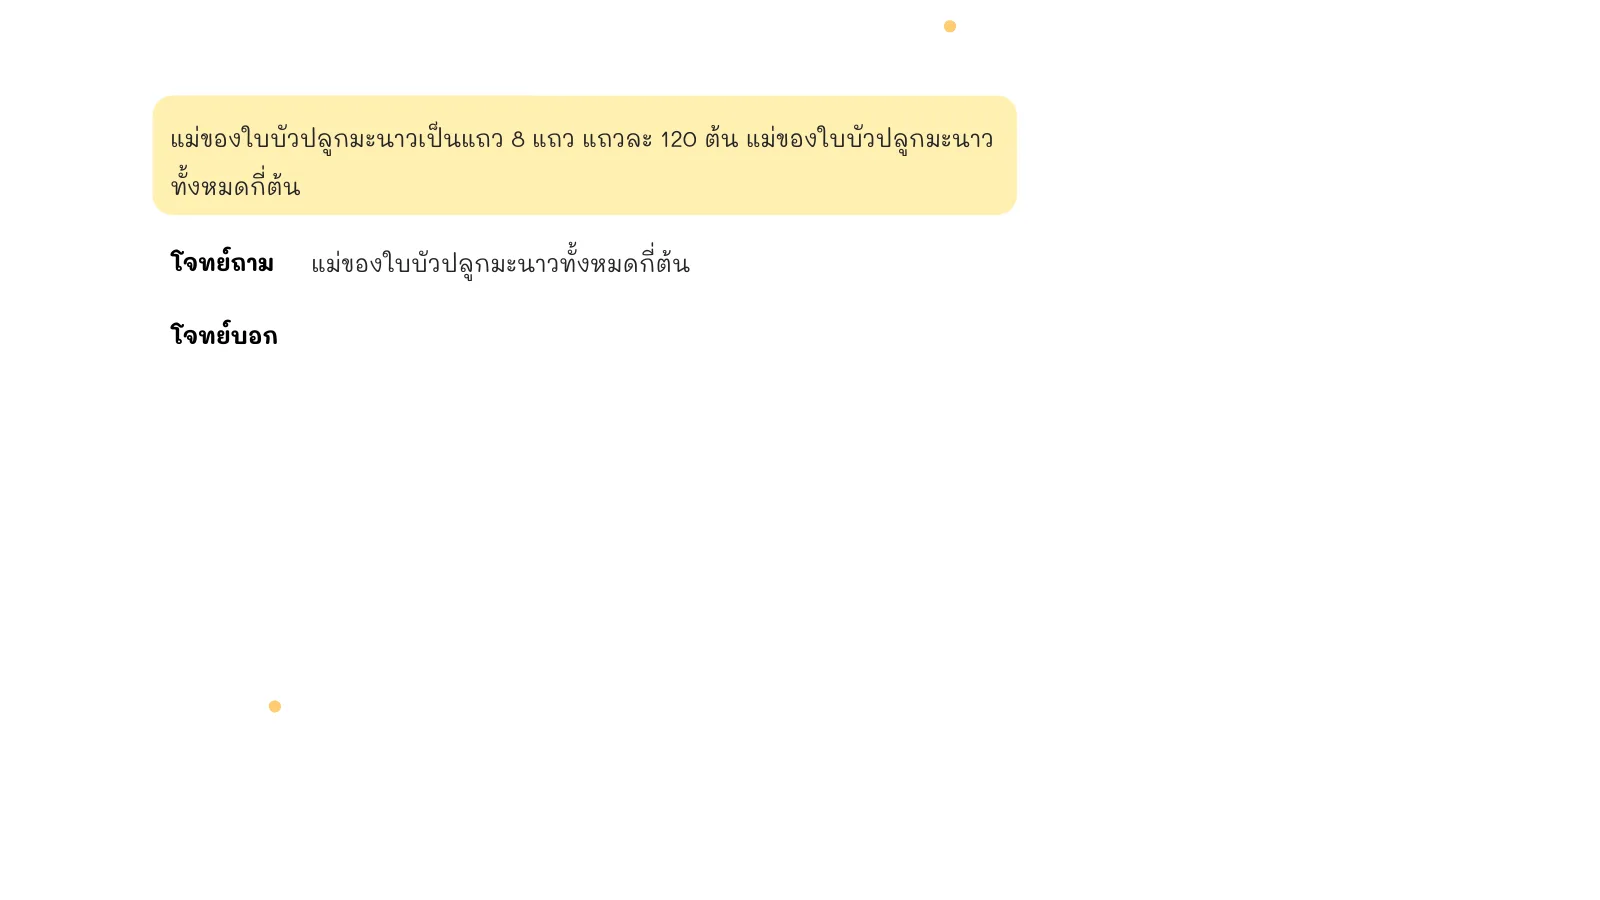 แม่ของใบบัวปลูกมะนาวเป็นแถว 8 แถว แถวละ 120 ต้น แม่ของใบบัวปลูกมะนาว
ทั้งหมดกี่ต้น
โจทย์ถาม แม่ของใบบัวปลูกมะนาวทั้งหมดกี่ต้น
โจทย์บอก